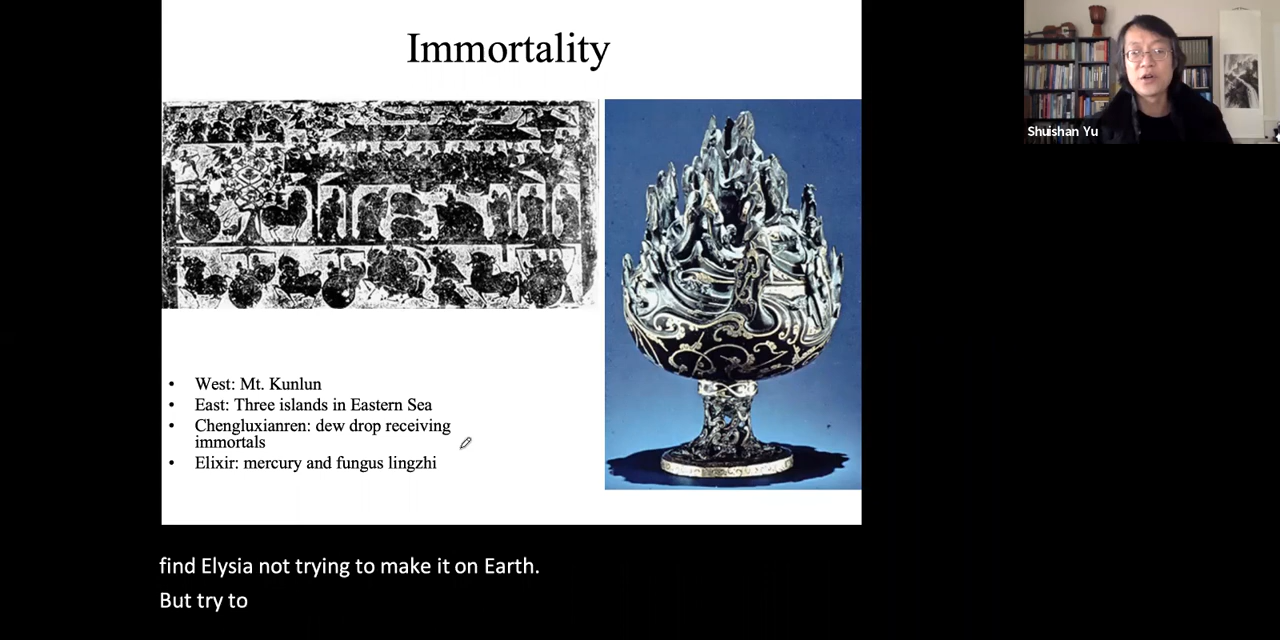 Immortality
Shuishan Yu
• West: Mt. Kunlun
• East: Three islands in Eastern Sea
• Chengluxianren: dew drop receiving
immortals
• Elixir: mercury and fungus lingzhi
find Elysia not trying to make it on Earth.
But try to